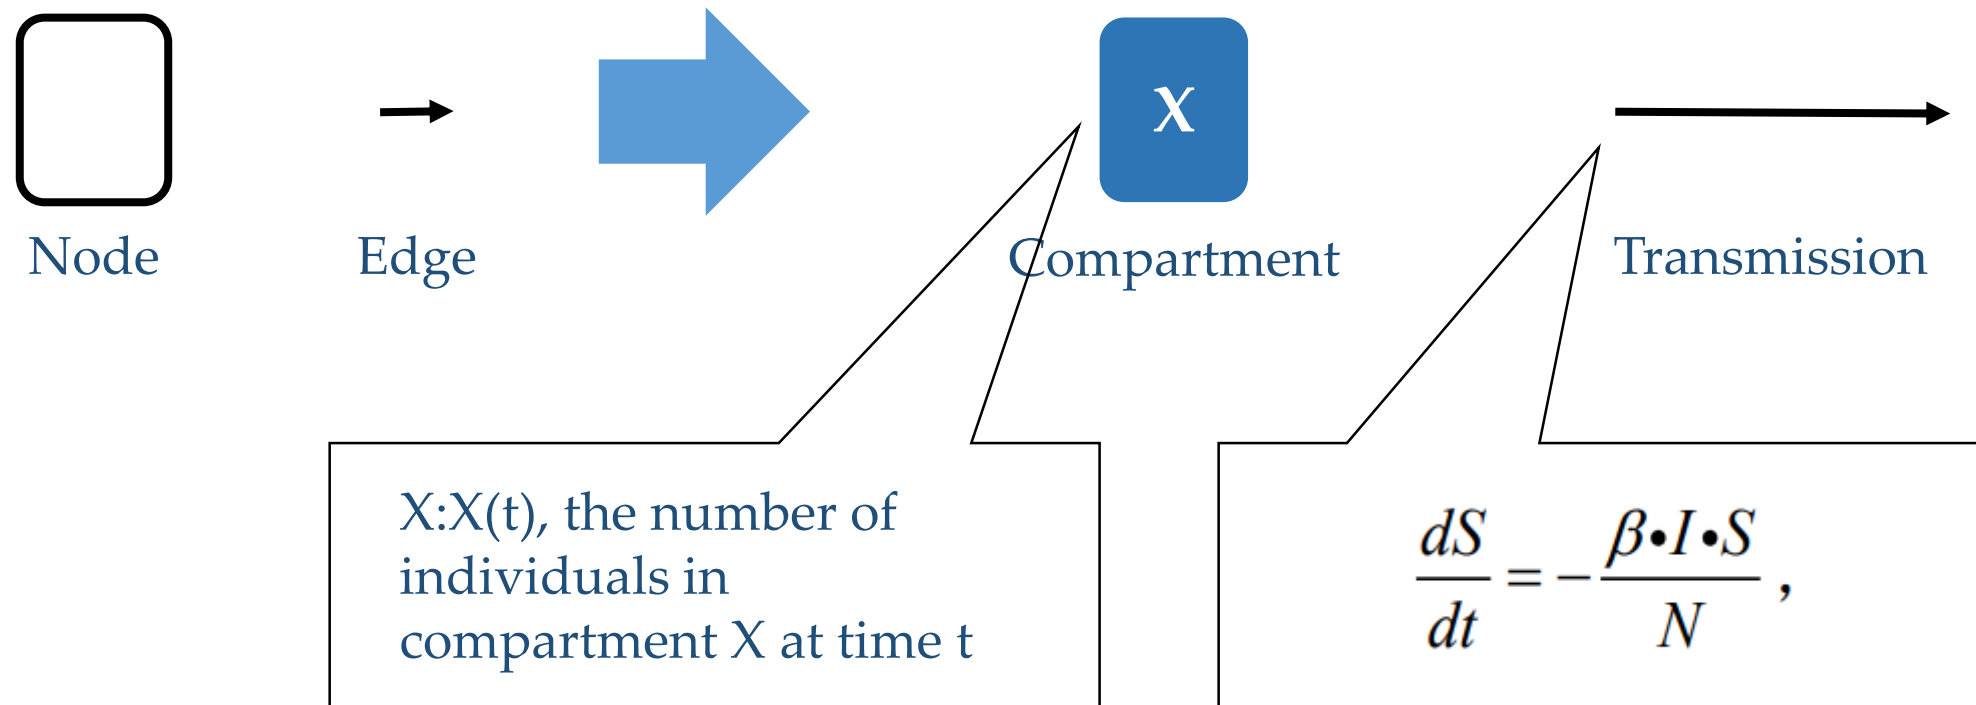 X
Node
Edge
Compartment
Transmission
X:X(t), the number of
individuals in
compartment X at time t
dS/dt = − β•I•S/N ,